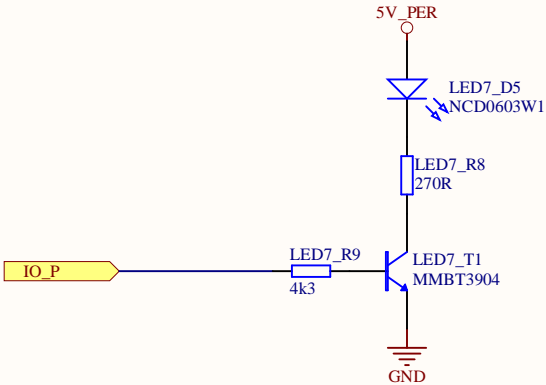 5V_PER
LED7_D5
NCD0603W1
LED7_R8
270R
LED7_R9
4k3
IO_P
LED7_T1
MMBT3904
GND